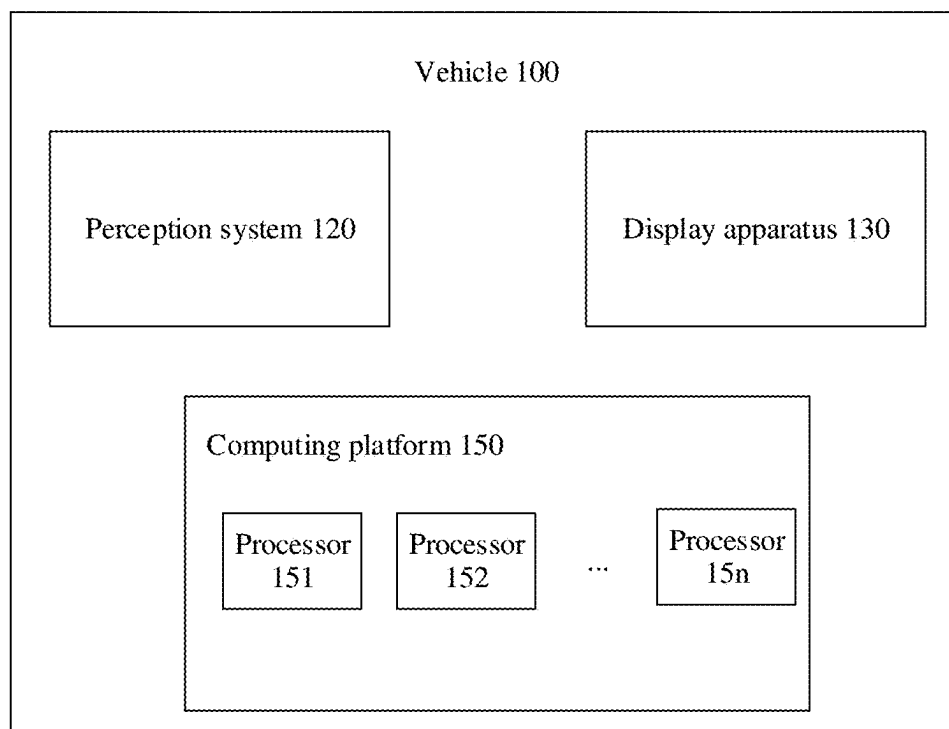 Vehicle 100
Perception system 120
Display apparatus 130
Computing platform 150
Processor
151
Processor
152
...
Processor
15n